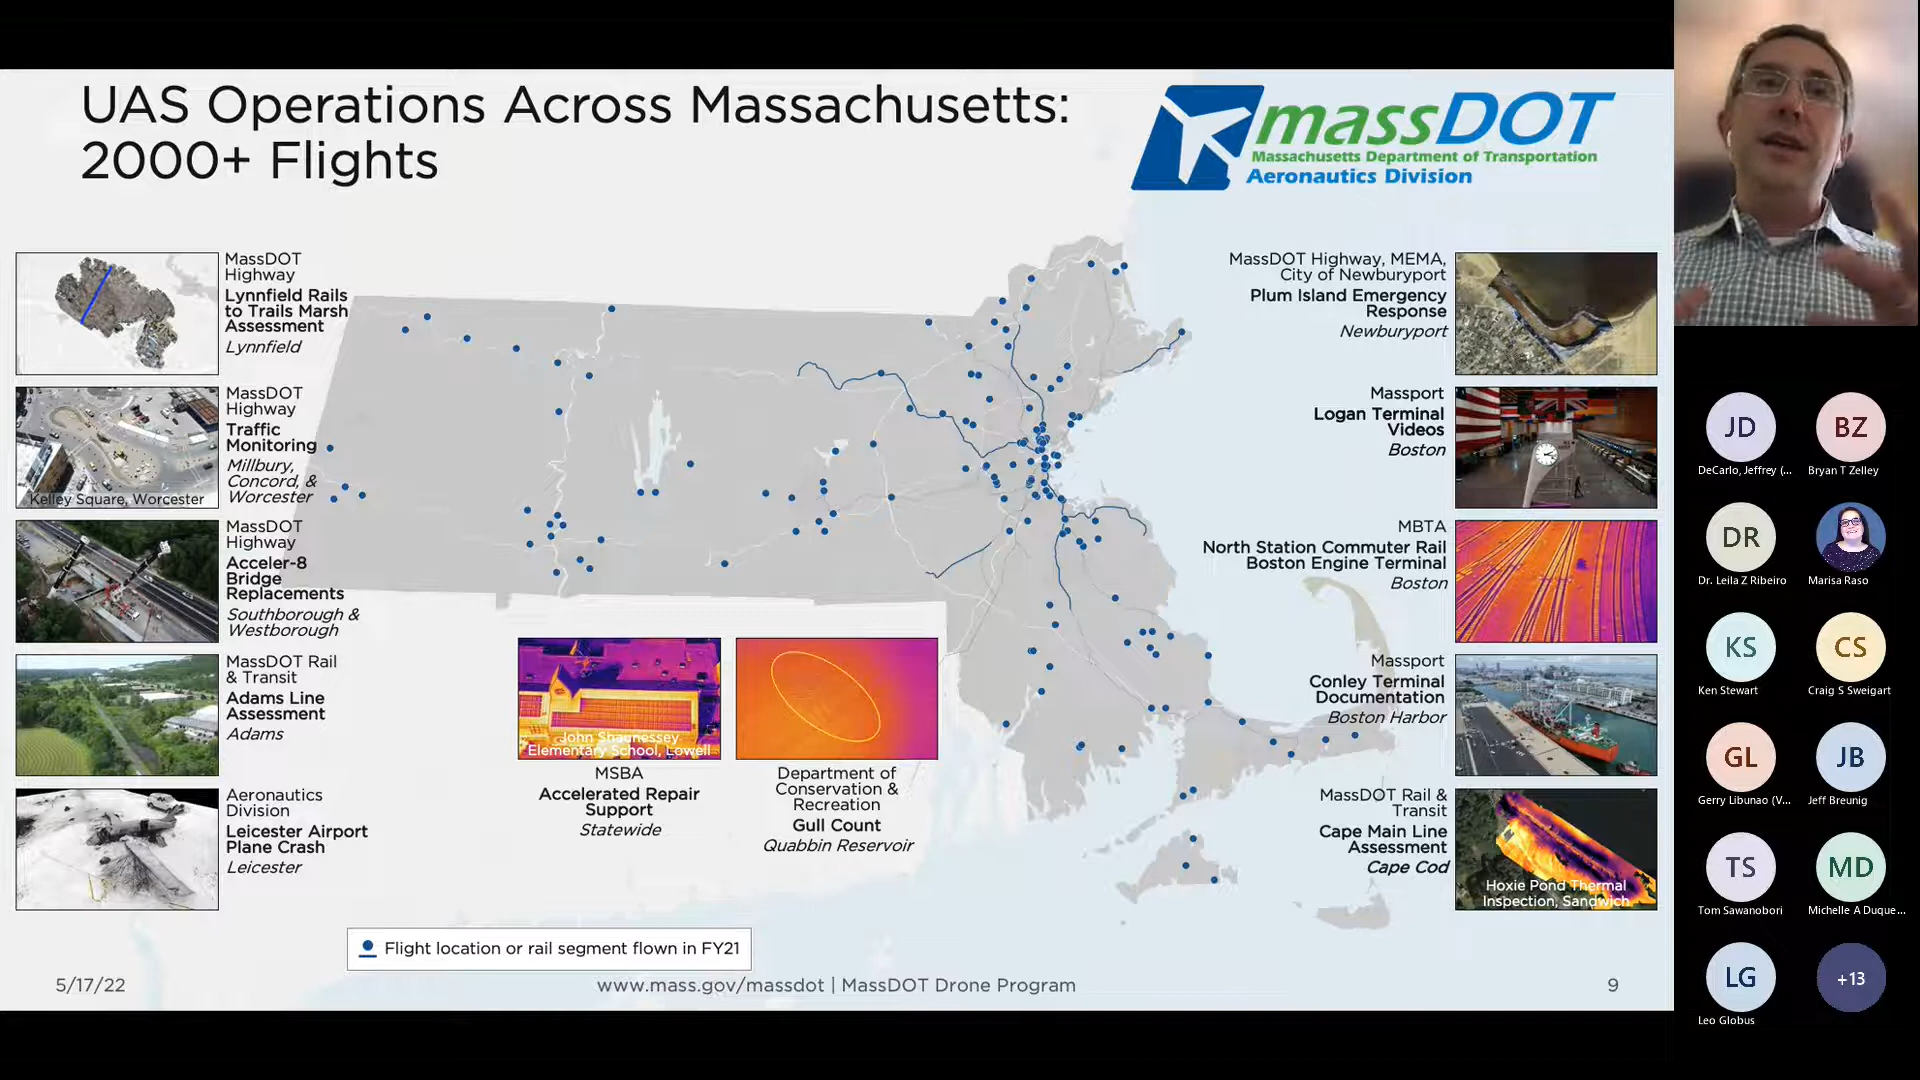 UAS Operations Across Massachusetts:
2000+ Flights
massDOT
Massachusetts Department of Transportation
Aeronautics Division
MassDOT
Highway
Lynnfield Rails
to Trails Marsh
Assessment
Lynnfield
MassDOT
Highway
Traffic
Monitoring
Millbury,
Concord, &
Worcester
Kelley Square, Worcester
MassDOT
Highway
Acceler-8
Bridge
Replacements
Southborough &
Westborough
MassDOT Rail
& Transit
Adams Line
Assessment
Adams
Aeronautics
Division
Leicester Airport
Plane Crash
Leicester
John Shaunessey
Elementary School, Lowell
MSBA
Accelerated Repair
Support
Statewide
Department of
Conservation &
Recreation
Gull Count
Quabbin Reservoir
MassDOT Highway, MEMA,
City of Newburyport
Plum Island Emergency
Response
Newburyport
Massport
Logan Terminal
Videos
Boston
MBTA
North Station Commuter Rail
Boston Engine Terminal
Boston
Massport
Conley Terminal
Documentation
Boston Harbor
MassDOT Rail &
Transit
Cape Main Line
Assessment
Cape Cod
Hoxie Pond Thermal
Inspection, Sandwich
Flight location or rail segment flown in FY21
5/17/22
www.mass.gov/massdot | MassDOT Drone Program
9
JD
DeCarlo, Jeffrey (...
BZ
Bryan T Zelley
DR
Dr. Leila Z Ribeiro
Marisa Raso
KS
Ken Stewart
CS
Craig S Sweigart
GL
Gerry Libunao (V...
JB
Jeff Breunig
TS
Tom Sawanobori
MD
Michelle A Duque...
LG
Leo Globus
+13